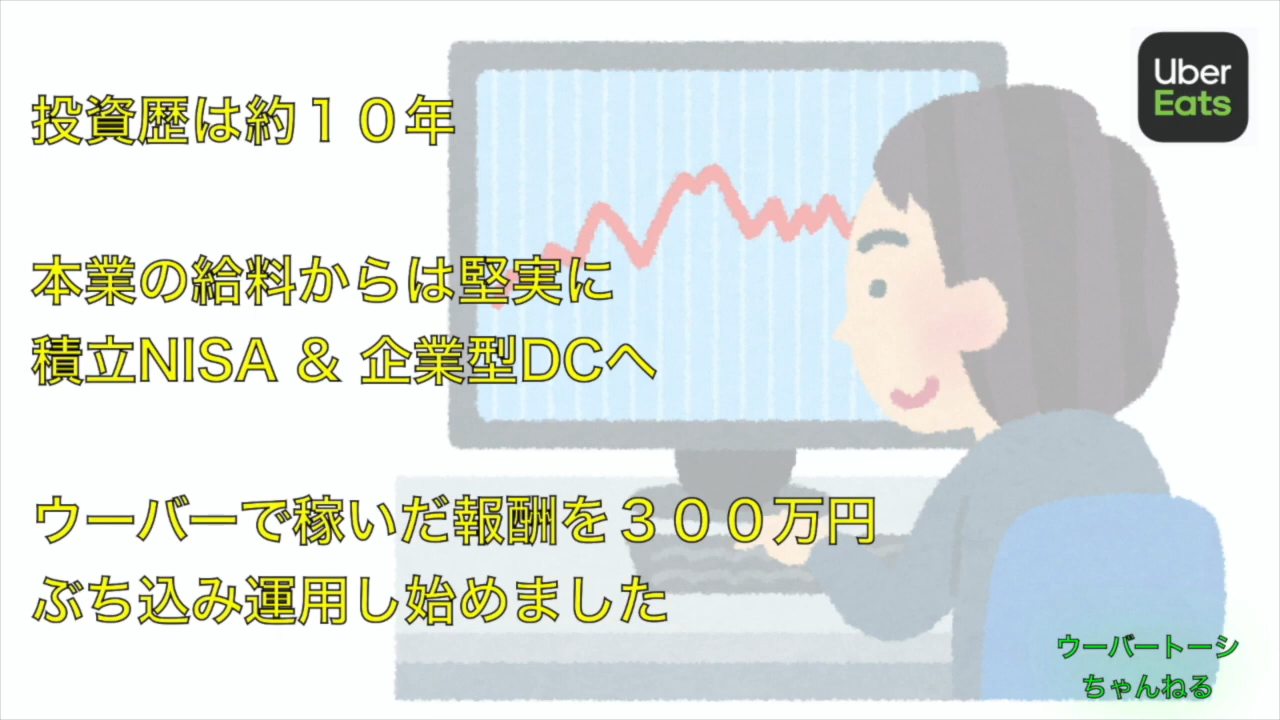 投資歴は約１０年
本業の給料からは堅実に
積立NISA ＆ 企業型DCへ
ウーバーで稼いだ報酬を３００万円
ぶち込み運用し始めました
Uber
Eats
ウーバートーシ
ちゃんねる